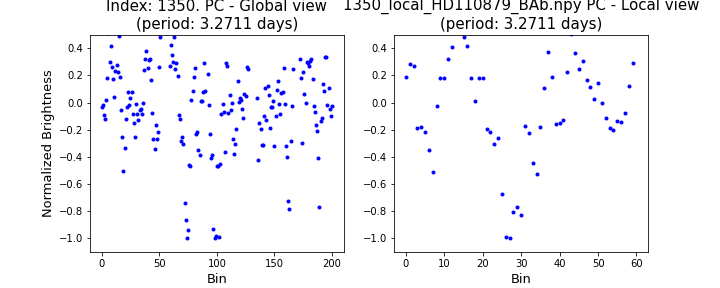 Index: 1350. PC - Global view
(period: 3.2711 days)
1350_local_HD110879_BAb.npy PC - Local view
(period: 3.2711 days)
Normalized Brightness
0.4
0.2
0.0
−0.2
−0.4
−0.6
−0.8
−1.0
0 50 100 150 200
Bin
0.4
0.2
0.0
−0.2
−0.4
−0.6
−0.8
−1.0
0 10 20 30 40 50 60
Bin